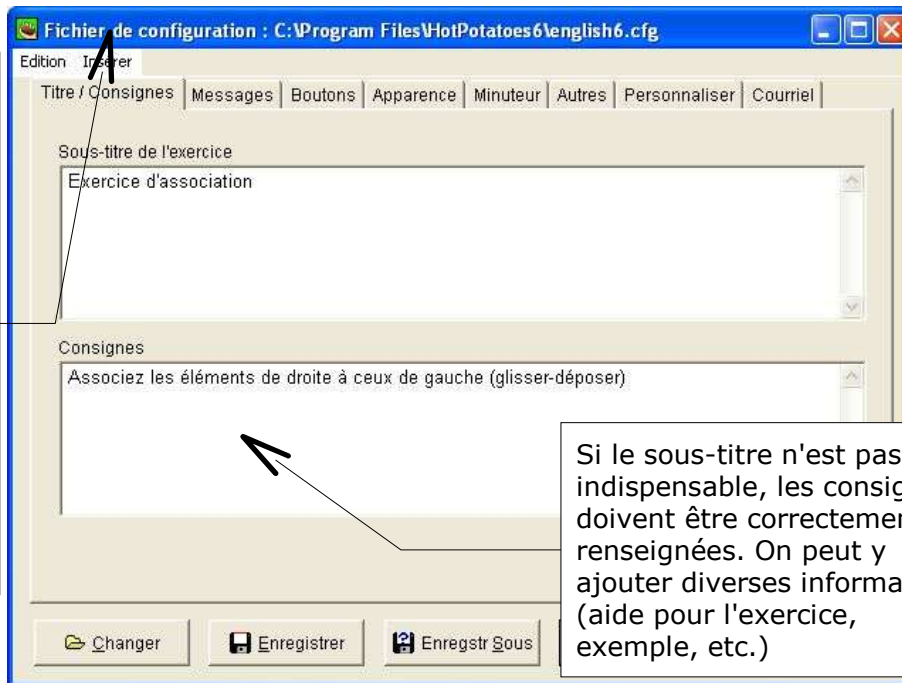 Fichier de configuration : C:\Program Files\HotPotatoes6\english6.cfg
Edition Insérer
Titre / Consignes Messages Boutons Apparence Minuteur Autres Personnaliser Courriel
Sous-titre de l'exercice
Exercice d'association
Consignes
Associez les éléments de droite à ceux de gauche (glisser-déposer)
Si le sous-titre n'est pas
indispensable, les
doivent être
renseignées. On peut y
ajouter diverses
(aide pour l'exercice,
exemple, etc.)
Changer Enregistrer Enregstr Sous